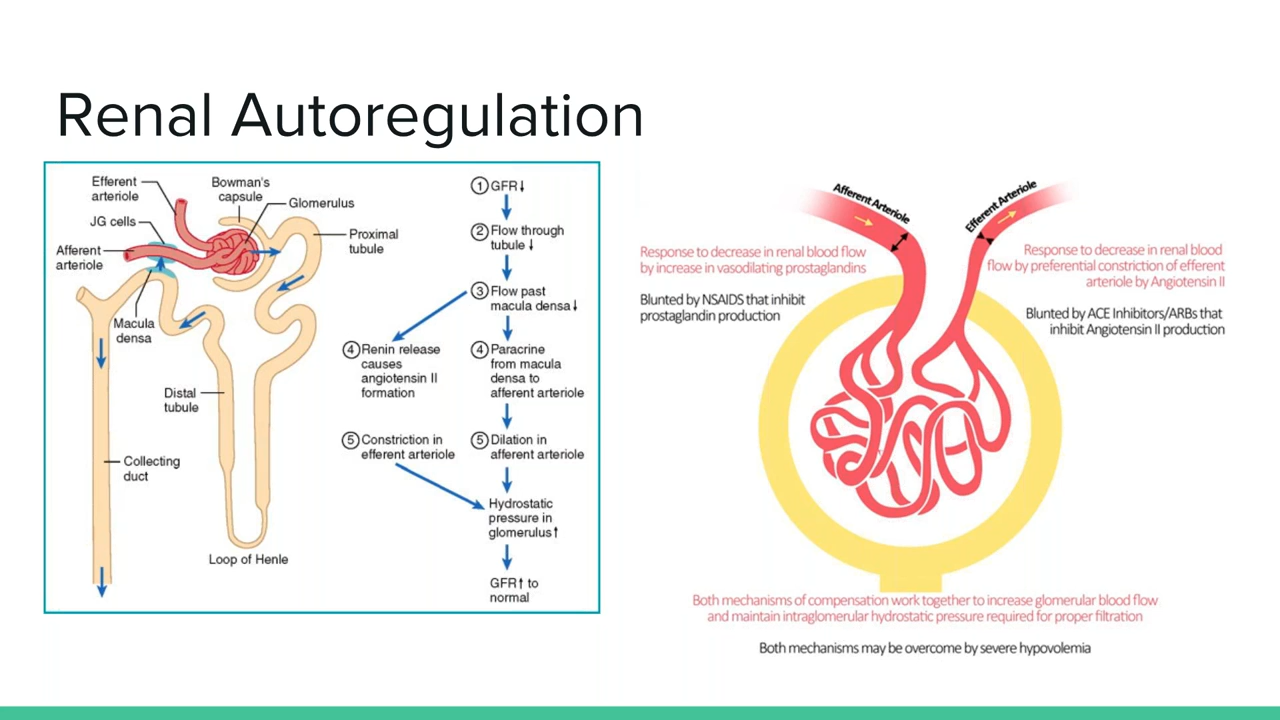 Renal Autoregulation
Efferent
arteriole
Bowman's
capsule
Glomerulus
JG cells
Proximal
tubule
Afferent
arteriole
Macula
densa
Distal
tubule
Collecting
duct
Loop of Henle
1 GFR↓
2 Flow through
tubule ↓
3 Flow past
macula densa↓
4 Renin release
causes
angiotensin II
formation
4 Paracrine
from macula
densa to
afferent arteriole
5 Constriction in
efferent arteriole
5 Dilation in
afferent arteriole
Hydrostatic
pressure in
glomerulus↑
GFR↑ to
normal
Afferent Arteriole
Efferent Arteriole
Response to decrease in renal blood flow
by increase in vasodilating prostaglandins
Blunted by NSAIDS that inhibit
prostaglandin production
Response to decrease in renal blood
flow by preferential constriction of efferent
arteriole by Angiotensin II
Blunted by ACE Inhibitors/ARBs that
inhibit Angiotensin II production
Both mechanisms of compensation work together to increase glomerular blood flow
and maintain intraglomerular hydrostatic pressure required for proper filtration
Both mechanisms may be overcome by severe hypovolemia